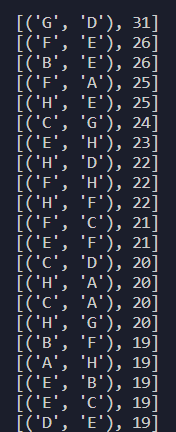 [('G', 'D'), 31]
[('F', 'E'), 26]
[('B', 'E'), 26]
[('F', 'A'), 25]
[('H', 'E'), 25]
[('C', 'G'), 24]
[('E', 'H'), 23]
[('H', 'D'), 22]
[('F', 'H'), 22]
[('H', 'F'), 22]
[('F', 'C'), 21]
[('E', 'F'), 21]
[('C', 'D'), 20]
[('H', 'A'), 20]
[('C', 'A'), 20]
[('H', 'G'), 20]
[('B', 'F'), 19]
[('A', 'H'), 19]
[('E', 'B'), 19]
[('E', 'C'), 19]
[('D', 'E'), 19]